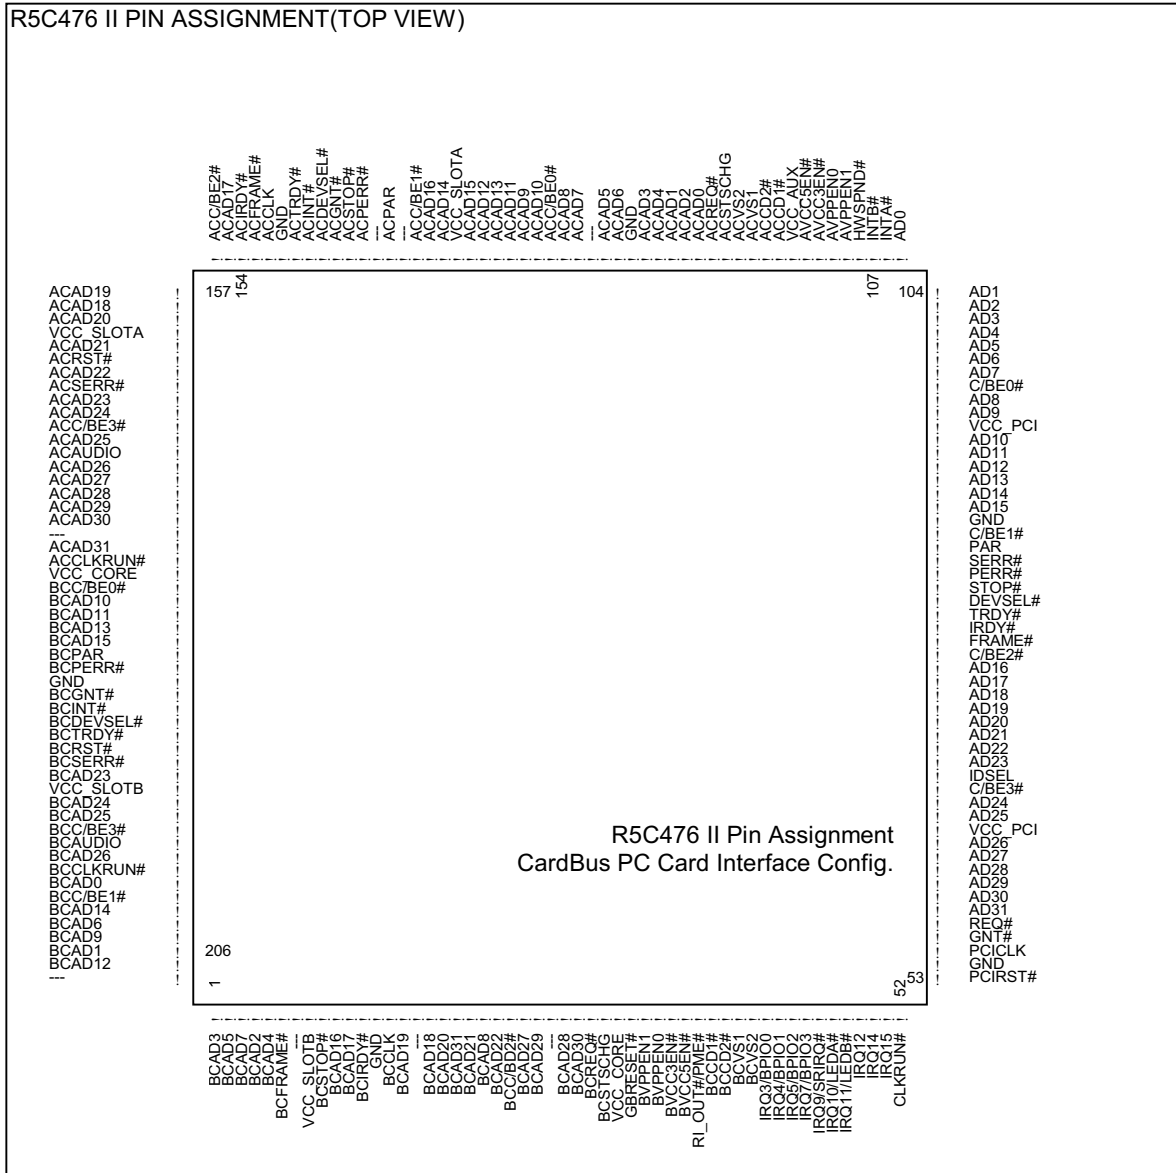 R5C476 II PIN ASSIGNMENT(TOP VIEW)
ACC/BE2#
ACAD17
ACIRDY#
ACFRAME#
ACCLK
GND
ACTRDY#
ACINT#
ACDEVSEL#
ACGNT#
ACSTOP#
ACPERR#
---
ACPAR
---
ACC/BE1#
ACAD16
ACAD14
VCC_SLOTA
ACAD15
ACAD12
ACAD13
ACAD11
ACAD9
ACAD10
ACC/BE0#
ACAD8
ACAD7
---
ACAD5
ACAD6
GND
ACAD3
ACAD4
ACAD1
ACAD2
ACAD0
ACREQ#
ACSTSCHG
ACVS2
ACVS1
ACCD2#
ACCD1#
VCC_AUX
AVCC5EN#
AVCC3EN#
AVPPEN0
AVPPEN1
HWSPND#
INTB#
INTA#
AD0
157
154
107
104
ACAD19
ACAD18
ACAD20
VCC_SLOTA
ACAD21
ACRST#
ACAD22
ACSERR#
ACAD23
ACAD24
ACC/BE3#
ACAD25
ACAUDIO
ACAD26
ACAD27
ACAD28
ACAD29
ACAD30
---
ACAD31
ACCLKRUN#
VCC_CORE
BCC/BE0#
BCAD10
BCAD11
BCAD13
BCAD15
BCPAR
BCPERR#
GND
BCGNT#
BCINT#
BCDEVSEL#
BCTRDY#
BCRST#
BCSERR#
BCAD23
VCC_SLOTB
BCAD24
BCAD25
BCC/BE3#
BCAUDIO
BCAD26
BCCLKRUN#
BCAD0
BCC/BE1#
BCAD14
BCAD6
BCAD9
BCAD1
BCAD12
---
AD1
AD2
AD3
AD4
AD5
AD6
AD7
C/BE0#
AD8
AD9
VCC_PCI
AD10
AD11
AD12
AD13
AD14
AD15
GND
C/BE1#
PAR
SERR#
PERR#
STOP#
DEVSEL#
TRDY#
IRDY#
FRAME#
C/BE2#
AD16
AD17
AD18
AD19
AD20
AD21
AD22
AD23
IDSEL
C/BE3#
AD24
AD25
VCC_PCI
AD26
AD27
AD28
AD29
AD30
AD31
REQ#
GNT#
PCICLK
GND
PCIRST#
R5C476 II Pin Assignment
CardBus PC Card Interface Config.
206
1
52
53
BCAD3
BCAD5
BCAD7
BCAD2
BCAD4
BCFRAME#
---
VCC_SLOTB
BCSTOP#
BCAD16
BCAD17
BCIRDY#
GND
BCCLK
BCAD19
---
BCAD18
BCAD20
BCAD31
BCAD21
BCAD8
BCAD22
BCC/BD2#
BCAD27
BCAD29
---
BCAD28
BCAD30
BCREQ#
BCSTSCHG
VCC_CORE
GBRESET#
BVPPEN1
BVPPEN0
BVCC3EN#
BVCC5EN#
RI_OUT#/PME#
BCCD1#
BCCD2#
BCVS1
BCVS2
IRQ3/BPIO0
IRQ4/BPIO1
IRQ5/BPIO2
IRQ7/BPIO3
IRQ9/SRIRQ#
IRQ10/LEDA#
IRQ11/LEDB#
IRQ12
IRQ14
IRQ15
CLKRUN#